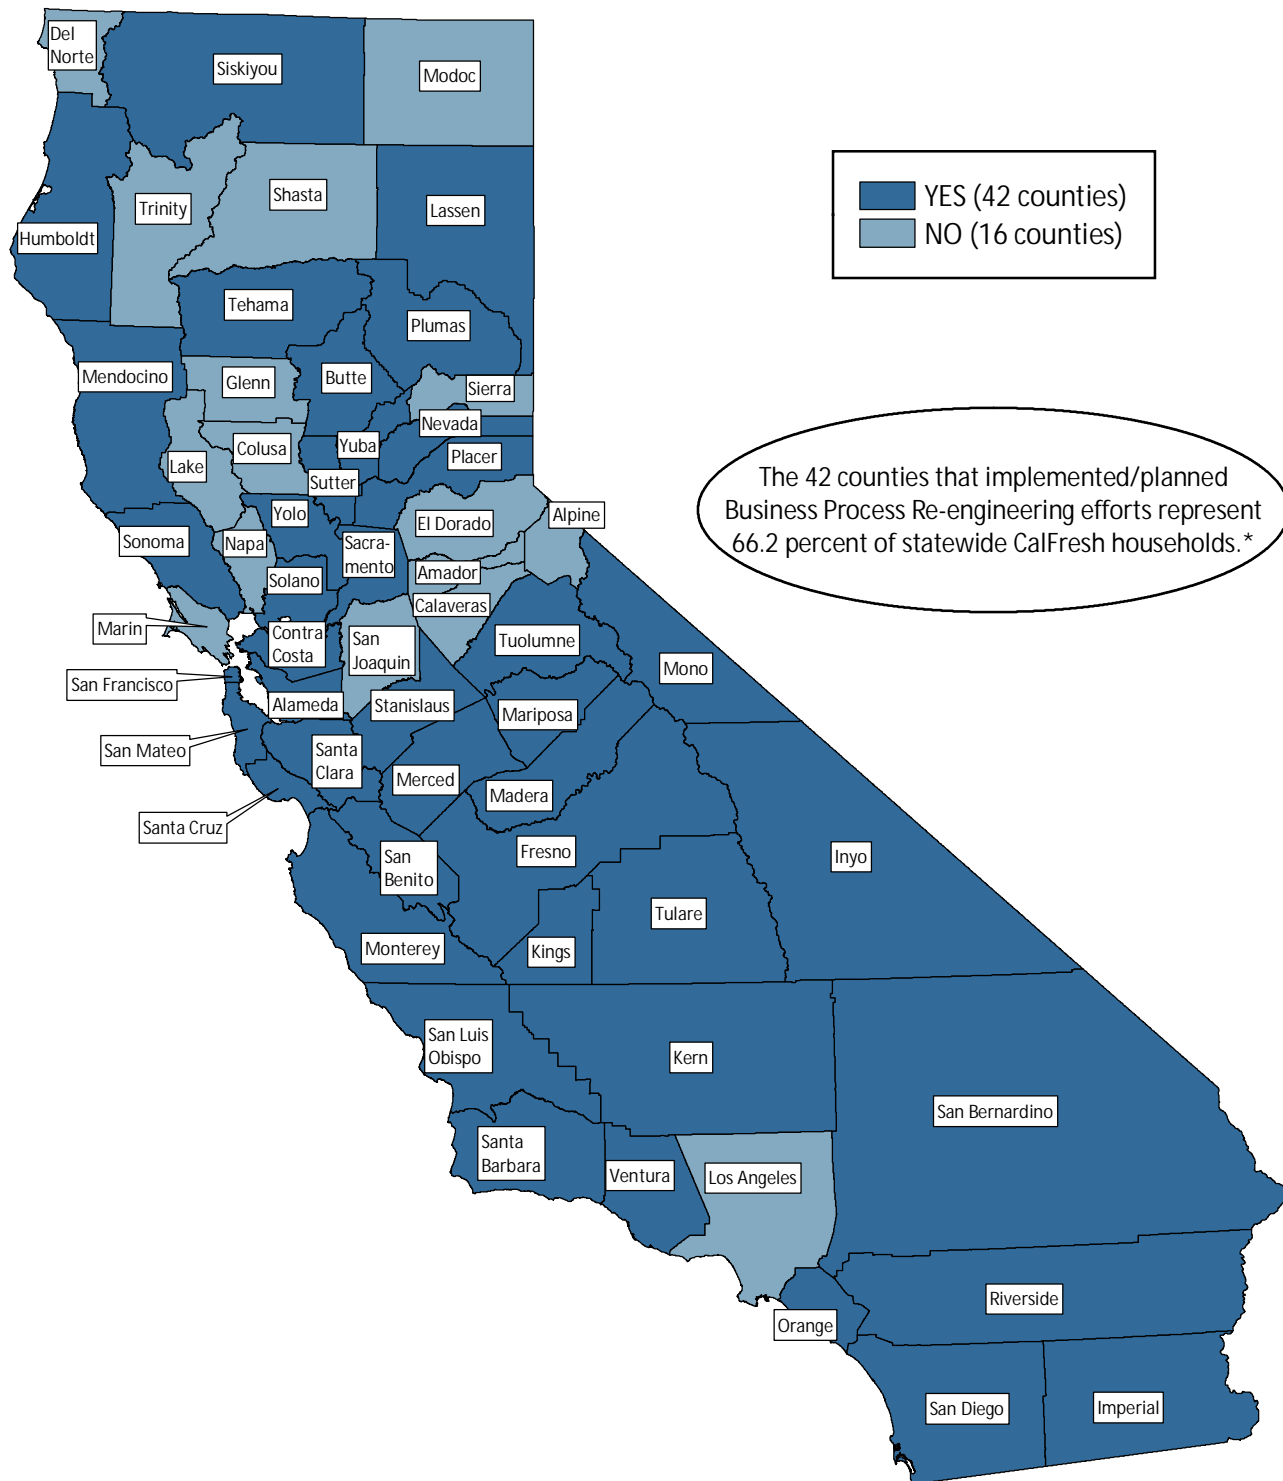 Del
Norte
Siskiyou
Modoc
YES (42 counties)
NO (16 counties)
Trinity
Shasta
Lassen
Humboldt
Tehama
Plumas
Mendocino
Glenn
Butte
Sierra
Nevada
Colusa
Yuba
Placer
Lake
Sutter
The 42 counties that implemented/planned
Business Process Re-engineering efforts represent
66.2 percent of statewide CalFresh households.*
Yolo
El Dorado
Alpine
Sonoma
Napa
Sacra-
mento
Solano
Amador
Calaveras
Marin
Contra
Costa
San
Joaquin
Tuolumne
Mono
San Francisco
Alameda
Stanislaus
Mariposa
San Mateo
Santa
Clara
Merced
Madera
Santa Cruz
San
Benito
Fresno
Inyo
Tulare
Monterey
Kings
San Luis
Obispo
Kern
San Bernardino
Santa
Barbara
Ventura
Los Angeles
Riverside
Orange
San Diego
Imperial